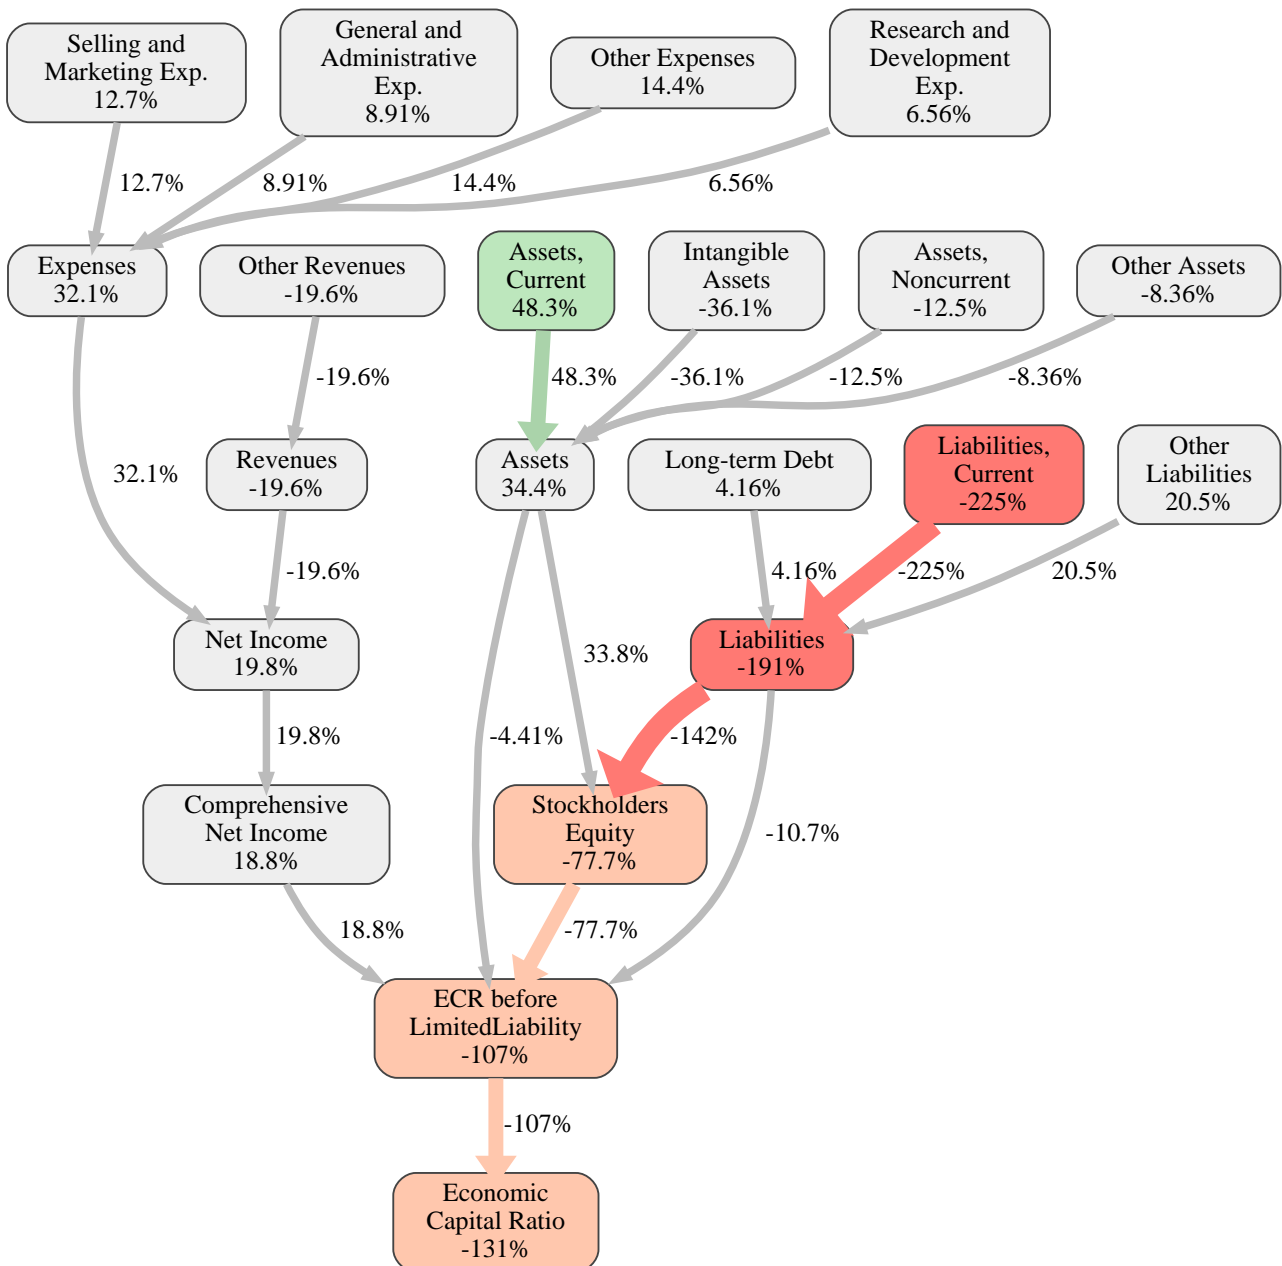 Selling and
Marketing Exp.
12.7%
General and
Administrative
Exp.
8.91%
Other Expenses
14.4%
Research and
Development
Exp.
6.56%
12.7%
8.91%
14.4%
6.56%
Expenses
32.1%
Other Revenues
-19.6%
Assets,
Current
48.3%
Intangible
Assets
-36.1%
Assets,
Noncurrent
-12.5%
Other Assets
-8.36%
-19.6%
48.3%
-36.1%
-12.5%
-8.36%
32.1%
Revenues
-19.6%
Assets
34.4%
Long-term Debt
4.16%
Liabilities,
Current
-225%
Other
Liabilities
20.5%
-19.6%
4.16%
-225%
20.5%
Net Income
19.8%
33.8%
Liabilities
-191%
19.8%
-4.41%
-142%
Comprehensive
Net Income
18.8%
Stockholders
Equity
-77.7%
-10.7%
18.8%
-77.7%
ECR before
LimitedLiability
-107%
-107%
Economic
Capital Ratio
-131%